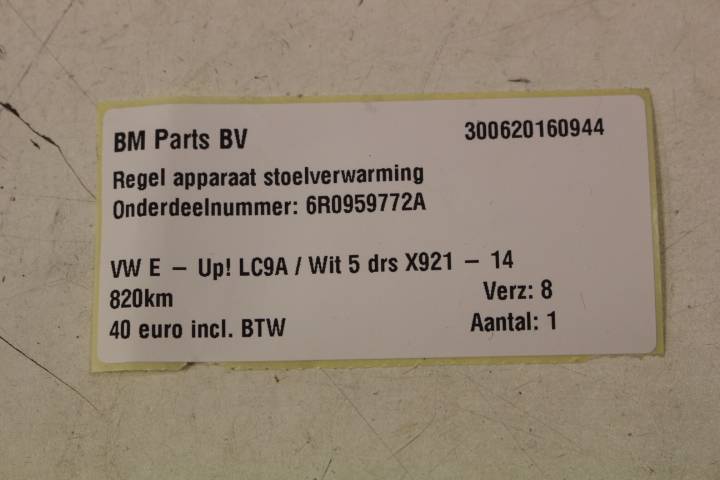 BM Parts BV 300620160944
Regel apparaat stoelverwarming
Onderdeelnummer: 6R0959772A
VW E – Up! LC9A / Wit 5 drs X921 – 14
820km Verz: 8
40 euro incl. BTW Aantal: 1